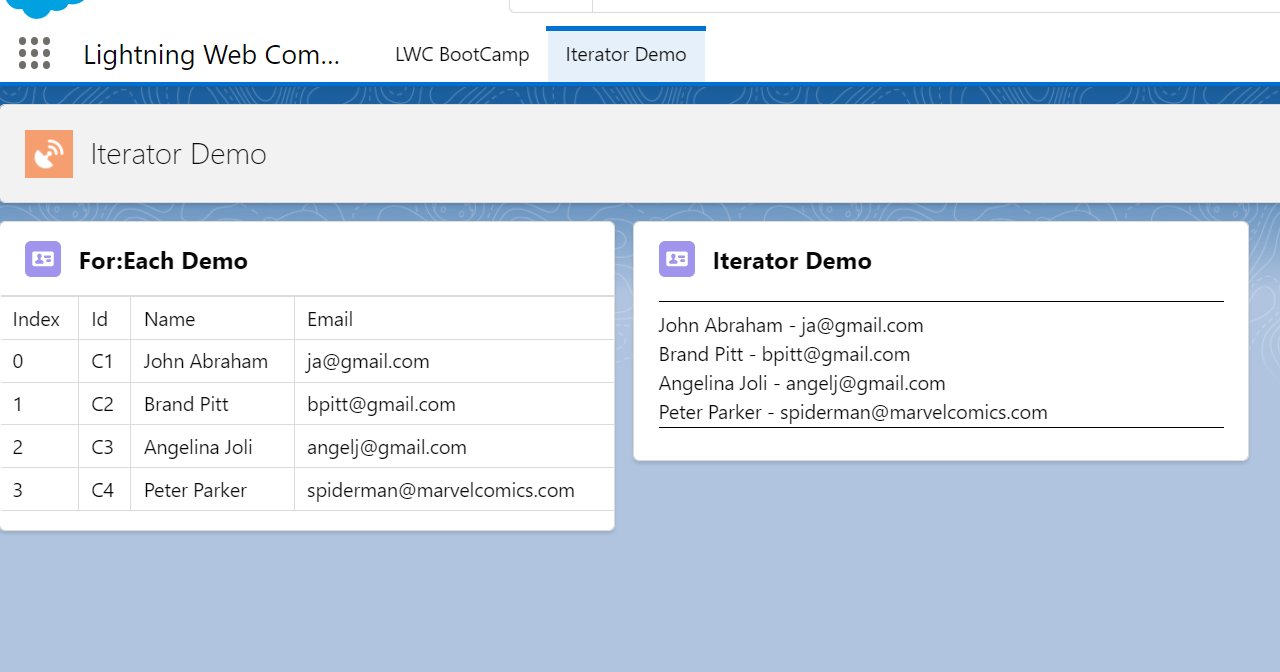 Lightning Web Com... LWC BootCamp Iterator Demo
Iterator Demo
For:Each Demo
Index Id Name Email
0 C1 John Abraham ja@gmail.com
1 C2 Brand Pitt bpitt@gmail.com
2 C3 Angelina Joli angelj@gmail.com
3 C4 Peter Parker spiderman@marvelcomics.com
Iterator Demo
John Abraham - ja@gmail.com
Brand Pitt - bpitt@gmail.com
Angelina Joli - angelj@gmail.com
Peter Parker - spiderman@marvelcomics.com